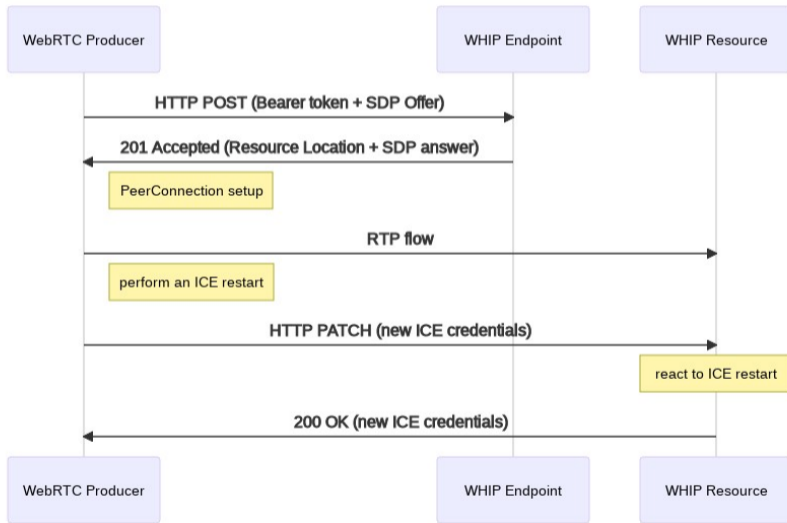 WebRTC Producer
WHIP Endpoint
WHIP Resource
HTTP POST (Bearer token + SDP Offer)
201 Accepted (Resource Location + SDP answer)
PeerConnection setup
RTP flow
perform an ICE restart
HTTP PATCH (new ICE credentials)
react to ICE restart
200 OK (new ICE credentials)
WebRTC Producer
WHIP Endpoint
WHIP Resource